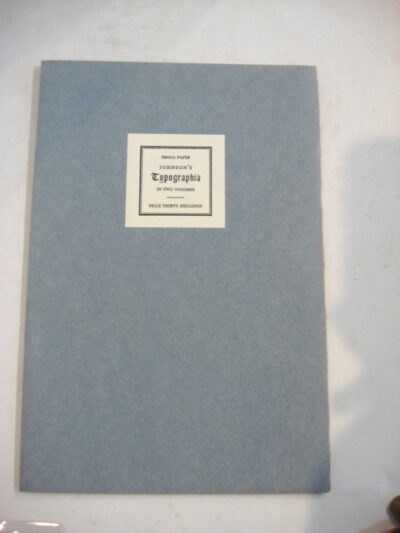 SMALL PAPER
JOHNSON'S
Typographia
IN TWO VOLUMES
PRICE THIRTY SHILLINGS